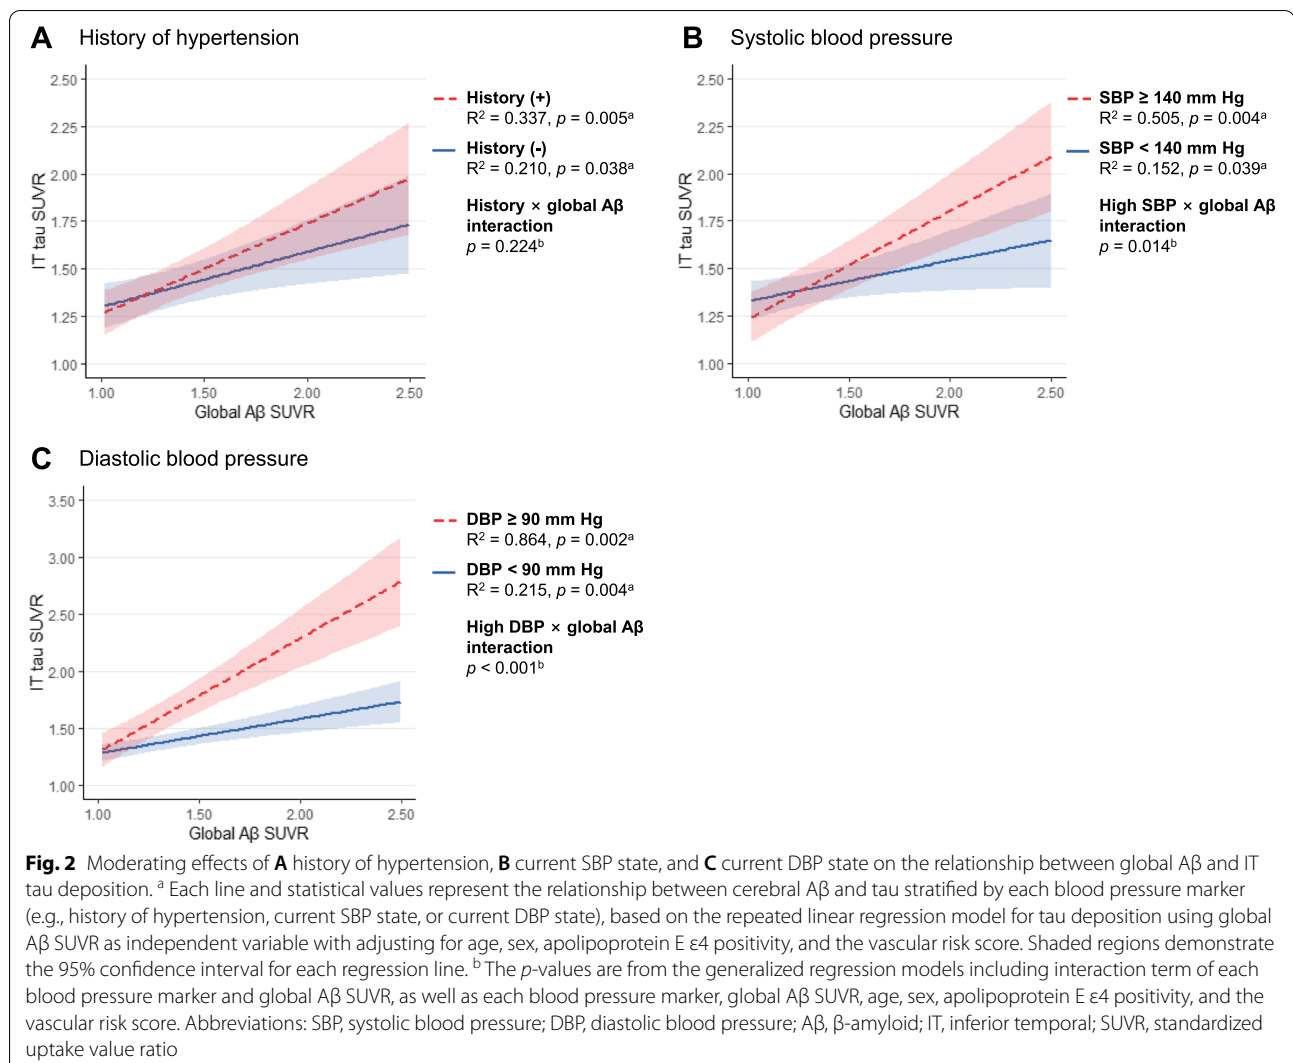 A History of hypertension
2.50
2.25
2.00
1.75
1.50
1.25
1.00
IT tau SUVR
1.00 1.50 2.00 2.50
Global Aβ SUVR
History (+)
R² = 0.337, p = 0.005ᵃ
History (-)
R² = 0.210, p = 0.038ᵃ
History × global Aβ
interaction
p = 0.224ᵇ
B Systolic blood pressure
2.50
2.25
2.00
1.75
1.50
1.25
1.00
IT tau SUVR
1.00 1.50 2.00 2.50
Global Aβ SUVR
SBP ≥ 140 mm Hg
R² = 0.505, p = 0.004ᵃ
SBP < 140 mm Hg
R² = 0.152, p = 0.039ᵃ
High SBP × global Aβ
interaction
p = 0.014ᵇ
C Diastolic blood pressure
3.50
3.00
2.50
2.00
1.50
1.00
IT tau SUVR
1.00 1.50 2.00 2.50
Global Aβ SUVR
DBP ≥ 90 mm Hg
R² = 0.864, p = 0.002ᵃ
DBP < 90 mm Hg
R² = 0.215, p = 0.004ᵃ
High DBP × global Aβ
interaction
p < 0.001ᵇ
Fig. 2 Moderating effects of A history of hypertension, B current SBP state, and C current DBP state on the relationship between global Aβ and IT
tau deposition. ᵃ Each line and statistical values represent the relationship between cerebral Aβ and tau stratified by each blood pressure marker
(e.g., history of hypertension, current SBP state, or current DBP state), based on the repeated linear regression model for tau deposition using global
Aβ SUVR as independent variable with adjusting for age, sex, apolipoprotein E ε4 positivity, and the vascular risk score. Shaded regions demonstrate
the 95% confidence interval for each regression line. ᵇ The p-values are from the generalized regression models including interaction term of each
blood pressure marker and global Aβ SUVR, as well as each blood pressure marker, global Aβ SUVR, age, sex, apolipoprotein E ε4 positivity, and the
vascular risk score. Abbreviations: SBP, systolic blood pressure; DBP, diastolic blood pressure; Aβ, β-amyloid; IT, inferior temporal; SUVR, standardized
uptake value ratio